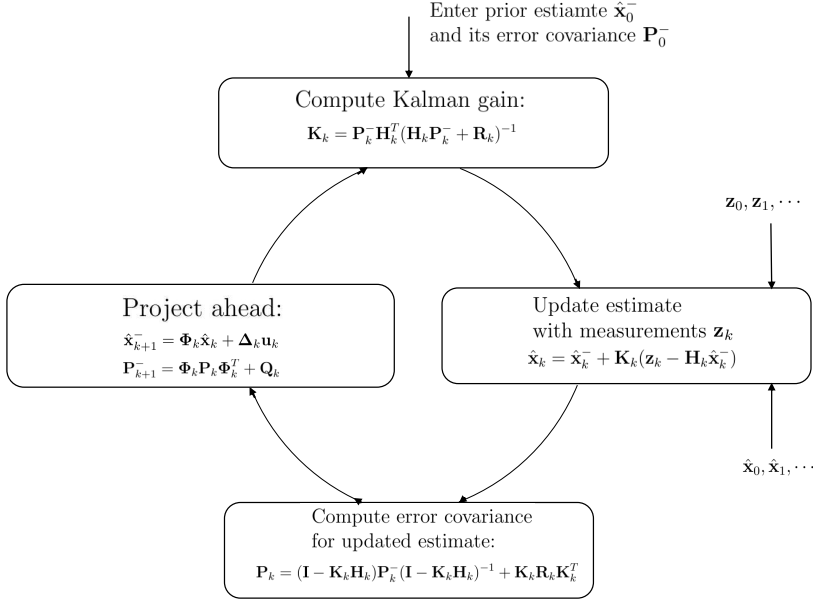 Enter prior estiamte x̂₀⁻
and its error covariance P₀⁻
Compute Kalman gain:
Kₖ = Pₖ⁻Hₖᵀ(HₖPₖ⁻ + Rₖ)⁻¹
z₀, z₁, ⋯
Update estimate
with measurements zₖ
x̂ₖ = x̂ₖ⁻ + Kₖ(zₖ − Hₖx̂ₖ⁻)
x̂₀, x̂₁, ⋯
Compute error covariance
for updated estimate:
Pₖ = (I − KₖHₖ)Pₖ⁻(I − KₖHₖ)⁻¹ + KₖRₖKₖᵀ
Project ahead:
x̂ₖ₊₁⁻ = Φₖx̂ₖ + Δₖuₖ
Pₖ₊₁⁻ = ΦₖPₖΦₖᵀ + Qₖ